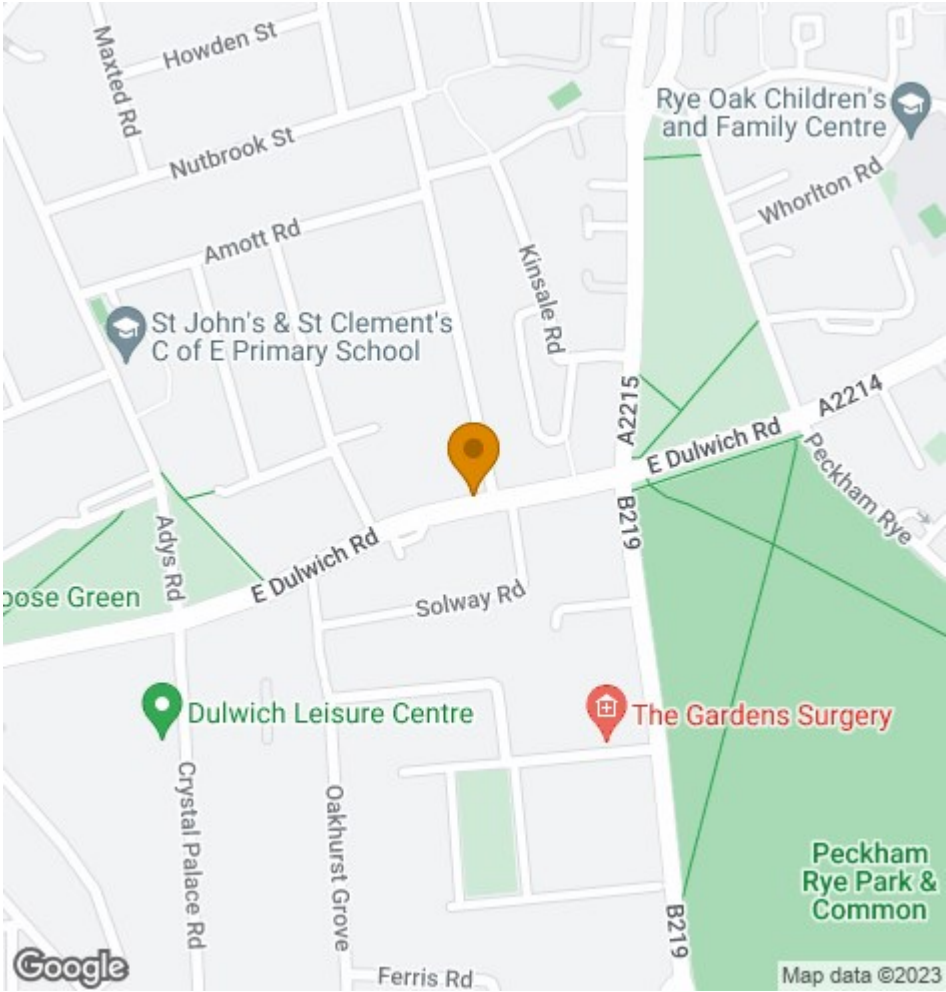 Maxted Rd
Howden St
Nutbrook St
Amott Rd
Rye Oak Children's
and Family Centre
Whorlton Rd
Kinsale Rd
St John's & St Clement's
C of E Primary School
A2215
A2214
E Dulwich Rd
Peckham Rye
B219
E Dulwich Rd
Adys Rd
oose Green
Solway Rd
Dulwich Leisure Centre
The Gardens Surgery
Crystal Palace Rd
Oakhurst Grove
Peckham
Rye Park &
Common
B219
Ferris Rd
Google
Map data ©2023